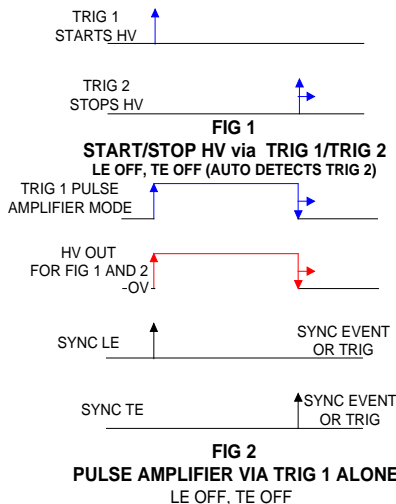 TRIG 1
STARTS HV
TRIG 2
STOPS HV
FIG 1
START/STOP HV via TRIG 1/TRIG 2
LE OFF, TE OFF (AUTO DETECTS TRIG 2)
TRIG 1 PULSE
AMPLIFIER MODE
HV OUT
FOR FIG 1 AND 2
-OV-
SYNC LE
SYNC EVENT
OR TRIG
SYNC TE
SYNC EVENT
OR TRIG
FIG 2
PULSE AMPLIFIER VIA TRIG 1 ALONE
LE OFF, TE OFF